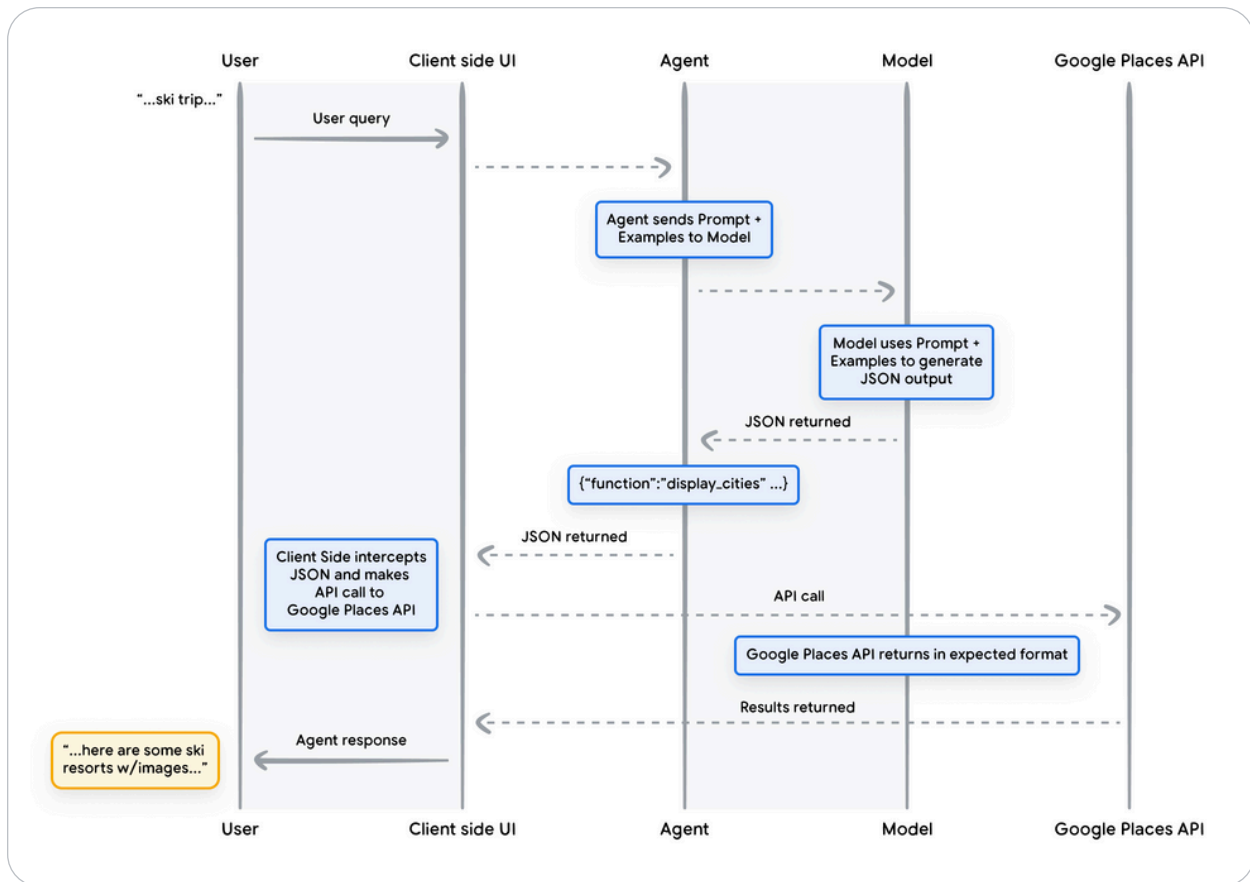 User
Client side UI
Agent
Model
Google Places API
“...ski trip...”
User query
Agent sends Prompt +
Examples to Model
Model uses Prompt +
Examples to generate
JSON output
JSON returned
{“function”:”display_cities” ...}
JSON returned
Client Side intercepts
JSON and makes
API call to
Google Places API
API call
Google Places API returns in expected format
Results returned
Agent response
“...here are some ski
resorts w/images...”
User
Client side UI
Agent
Model
Google Places API